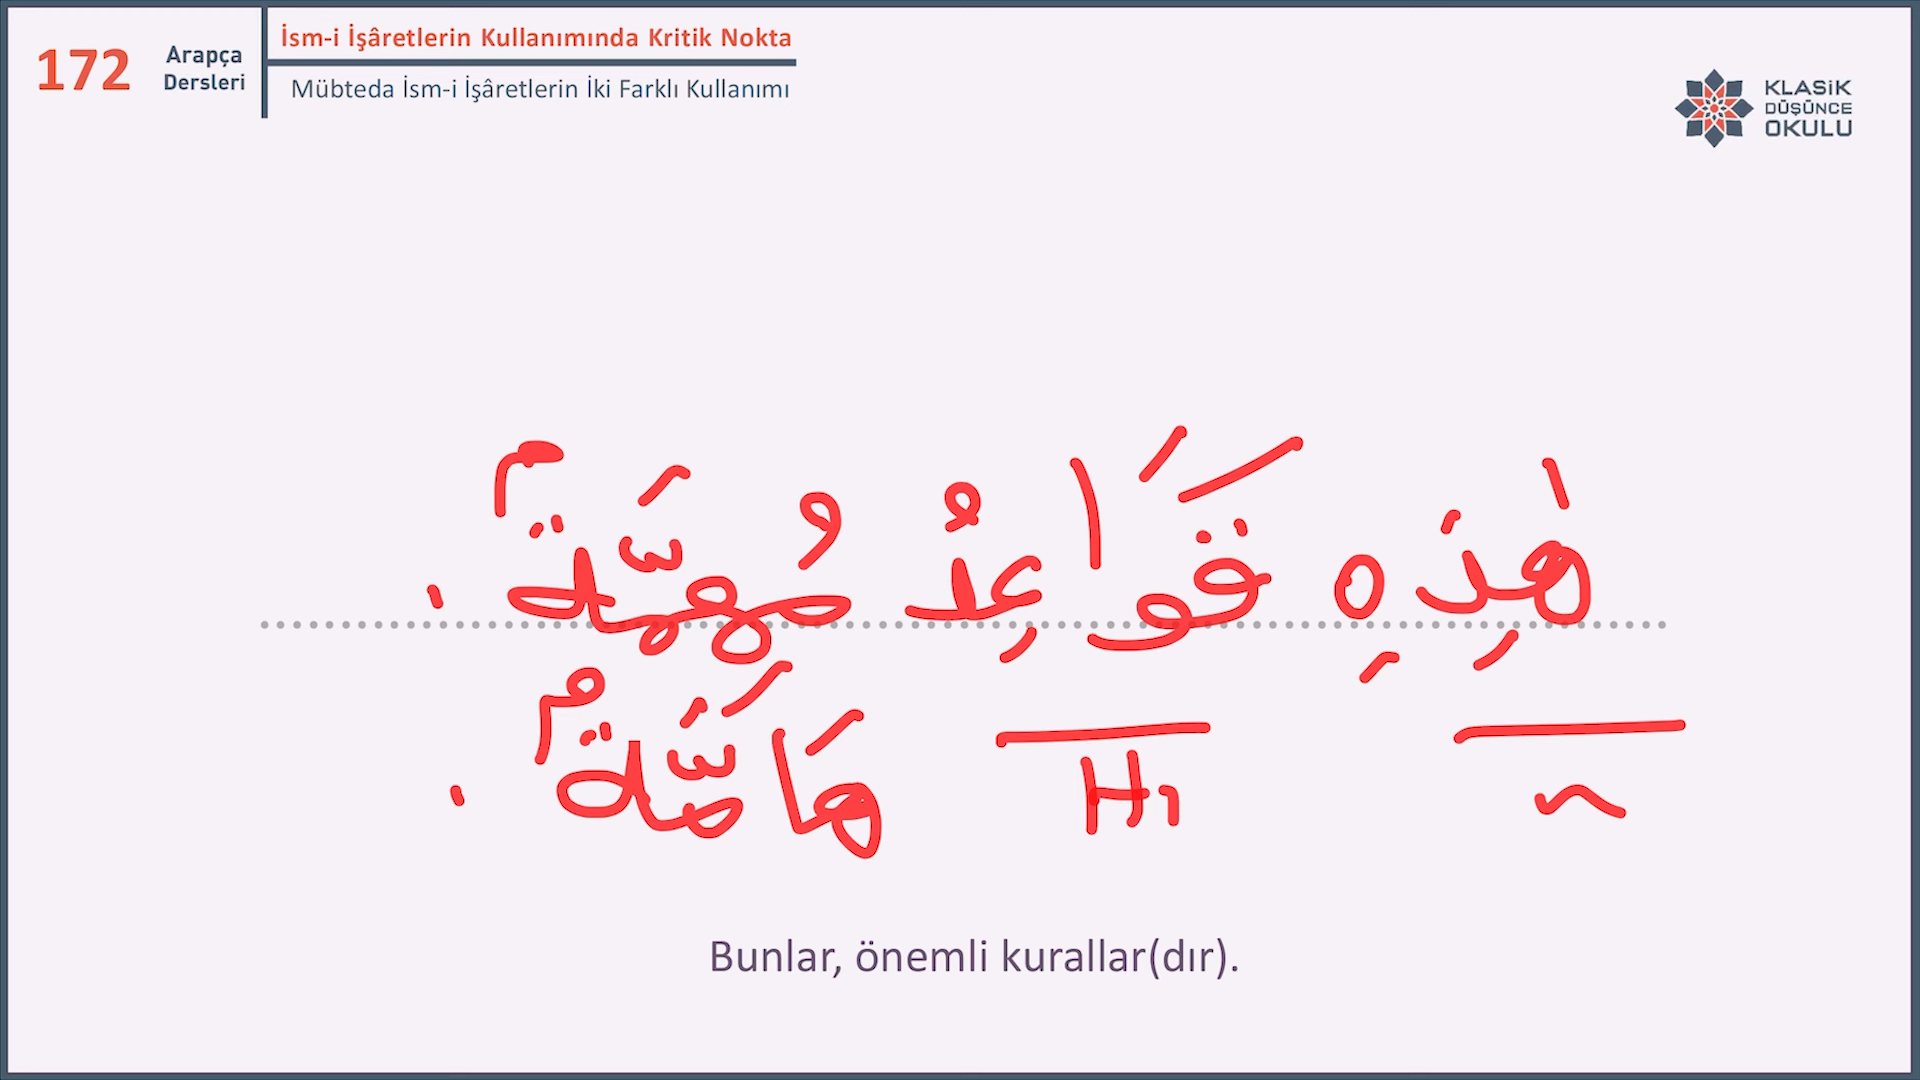 172
Arapça
Dersleri
İsm-i İşâretlerin Kullanımında Kritik Nokta
Mübteda İsm-i İşâretlerin İki Farklı Kullanımı
KLASİK
DÜŞÜNCE
OKULU
هٰذِهِ قَوَاعِدُ مُهِمَّةٌ .
هَامَّةٌ .
Bunlar, önemli kurallar(dır).